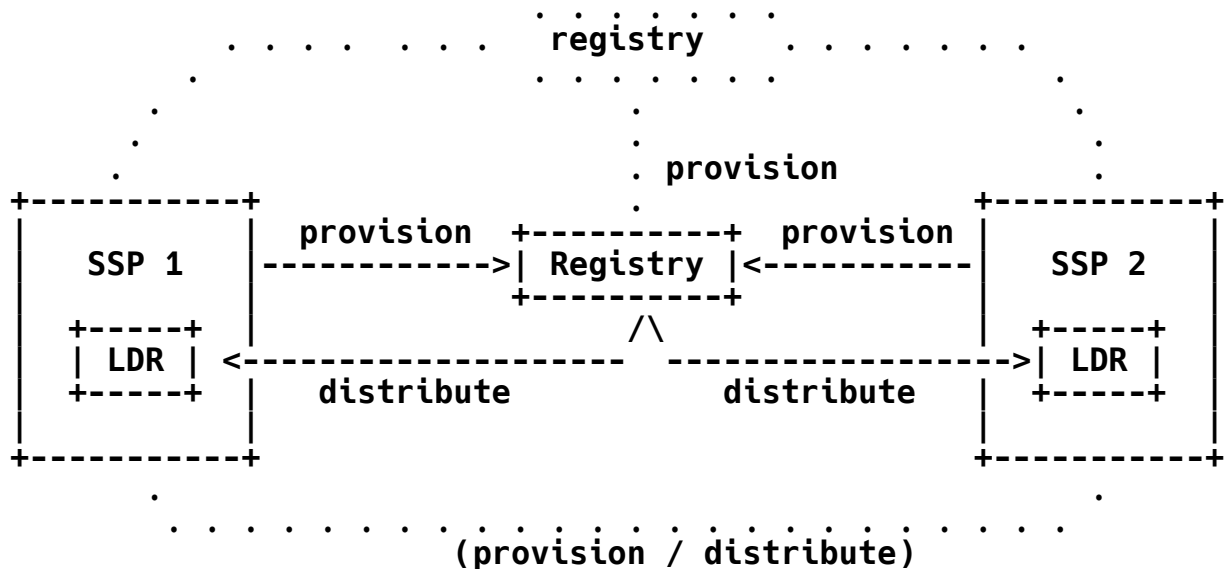 registry
provision
provision provision
SSP 1 Registry SSP 2
LDR LDR
distribute distribute
(provision / distribute)